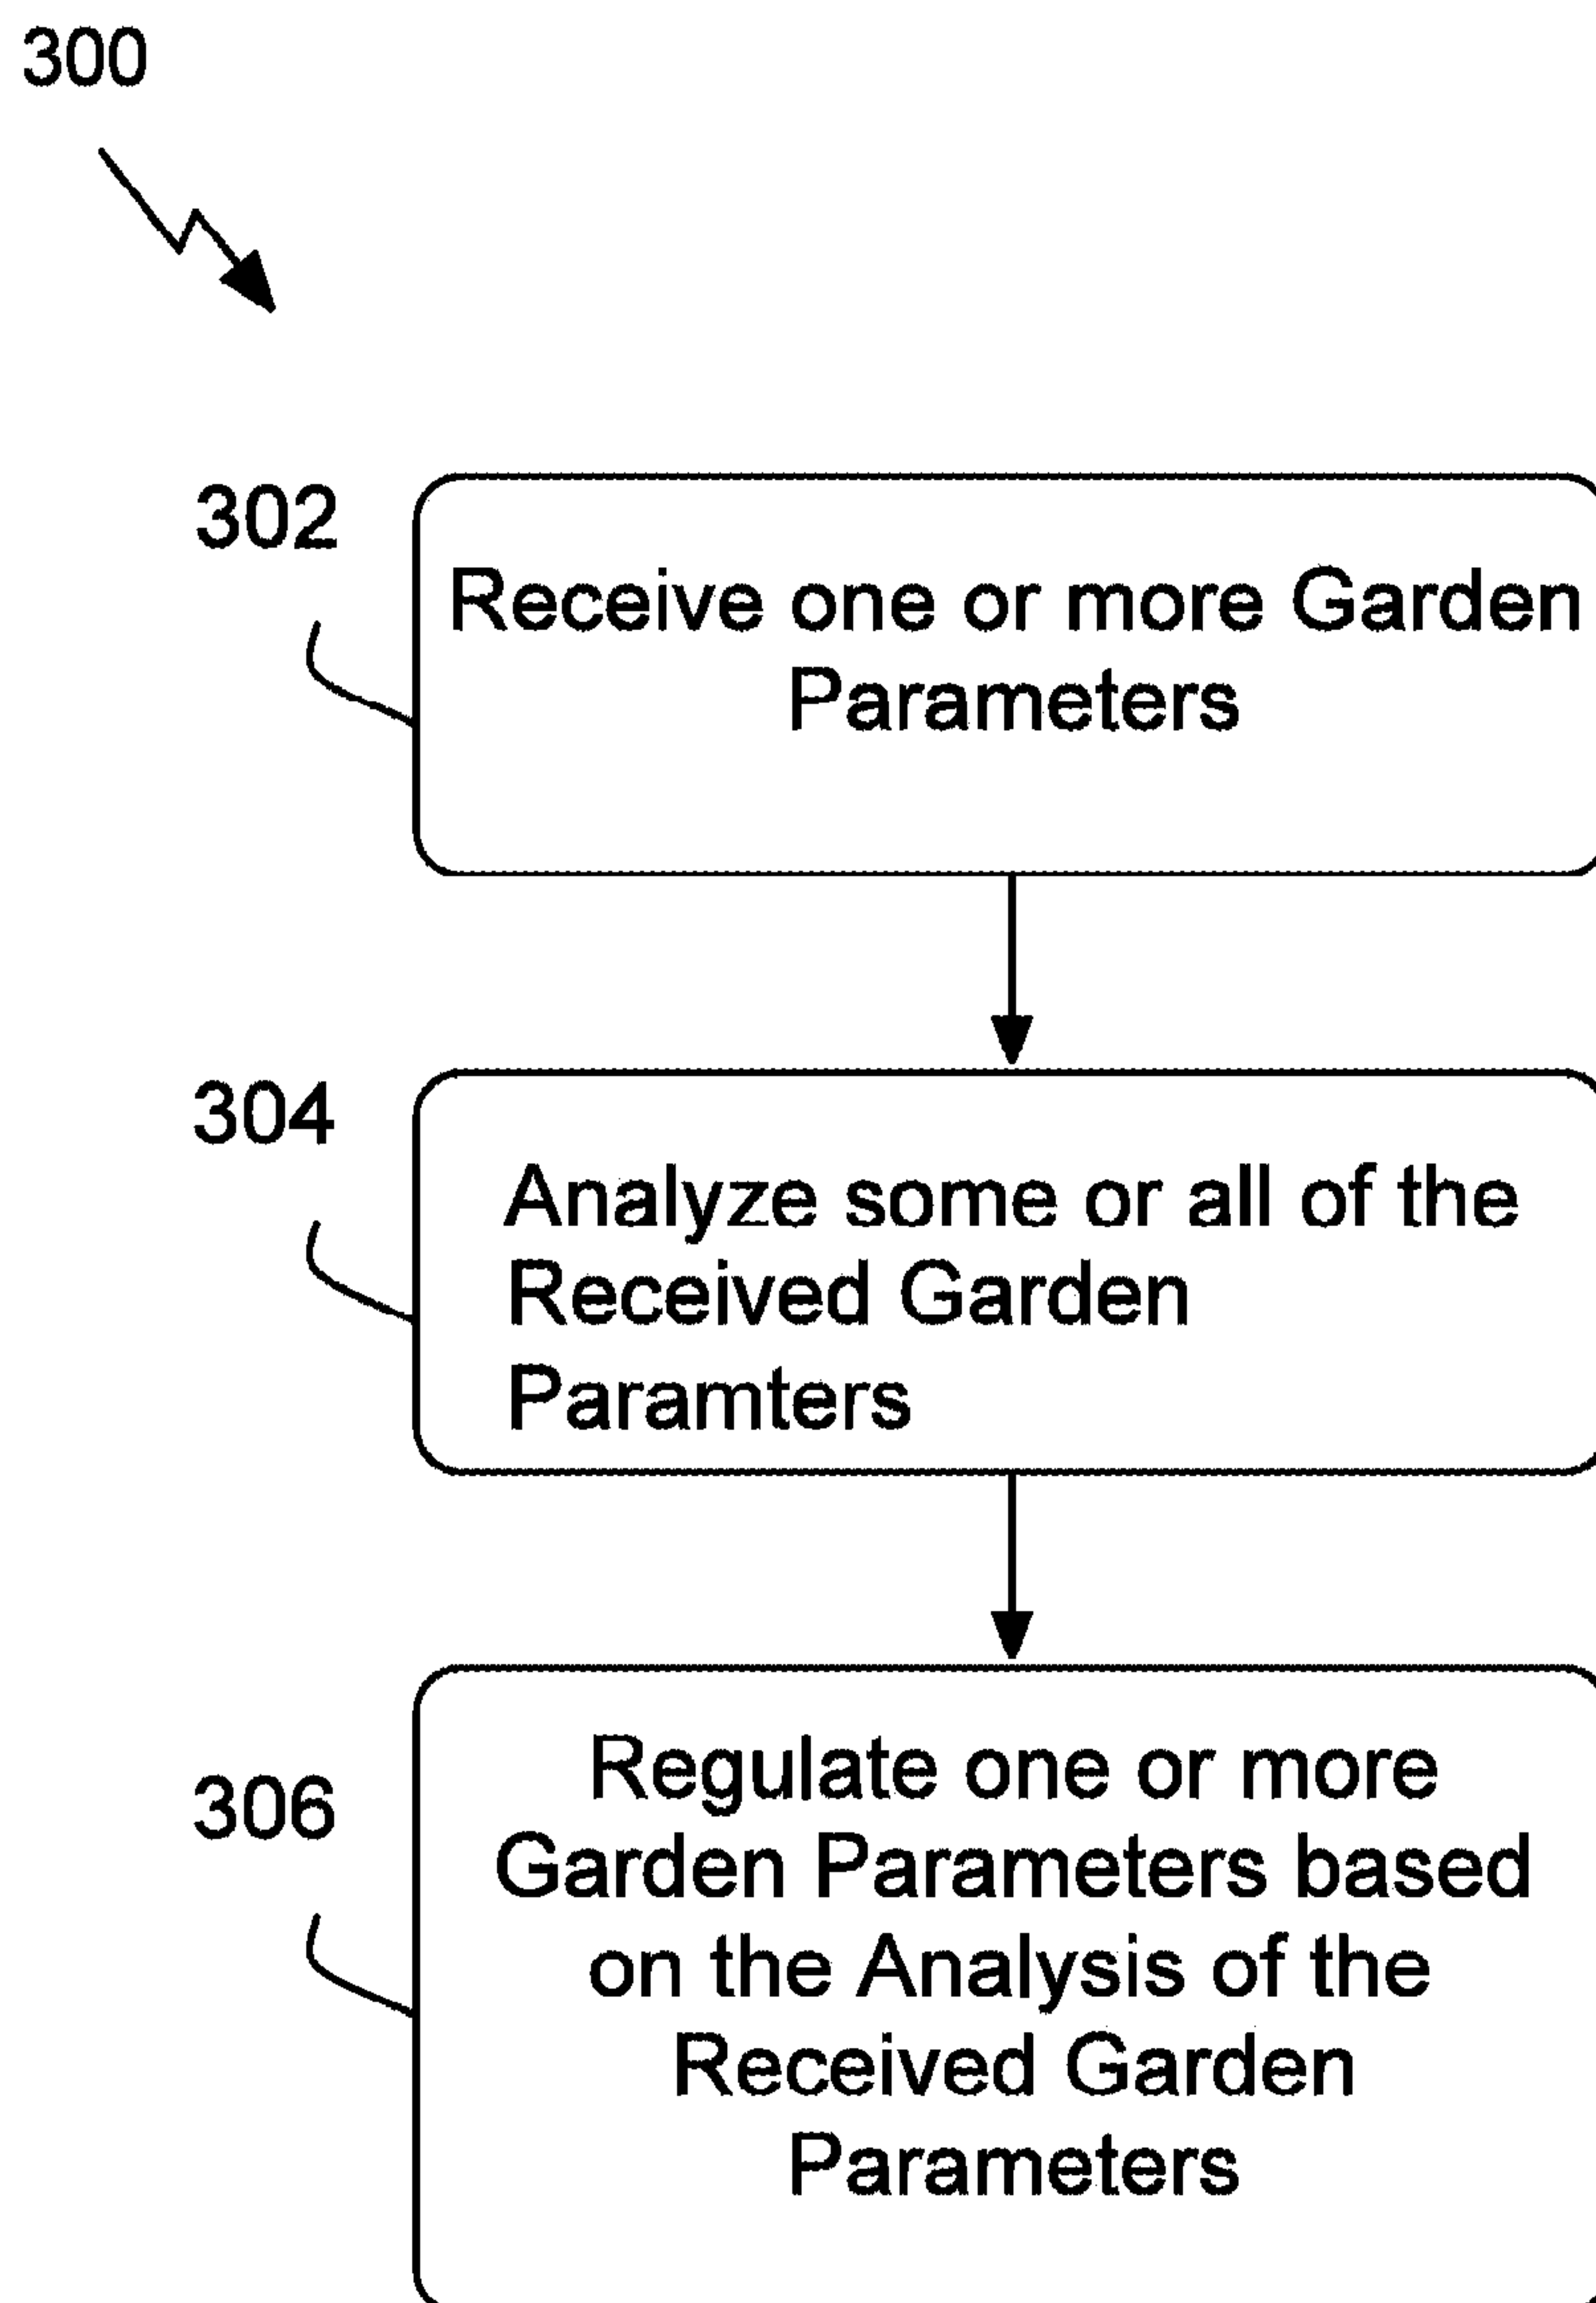 300
302
Receive one or more Garden
Parameters
304
Analyze some or all of the
Received Garden
Paramters
306
Regulate one or more
Garden Parameters based
on the Analysis of the
Received Garden
Parameters